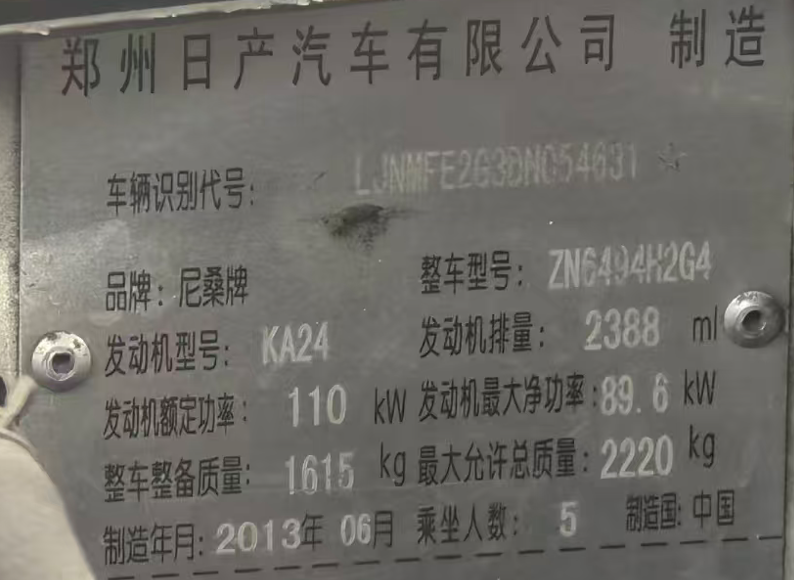 郑州日产汽车有限公司 制造
车辆识别代号: LJNMFE2G3DN054631 ☆
品牌: 尼桑牌 整车型号: ZN6494H2G4
发动机型号: KA24 发动机排量: 2388 ml
发动机额定功率: 110 kW 发动机最大净功率: 89.6 kW
整车整备质量: 1615 kg 最大允许总质量: 2220 kg
制造年月: 2013年 06月 乘坐人数: 5 制造国: 中国